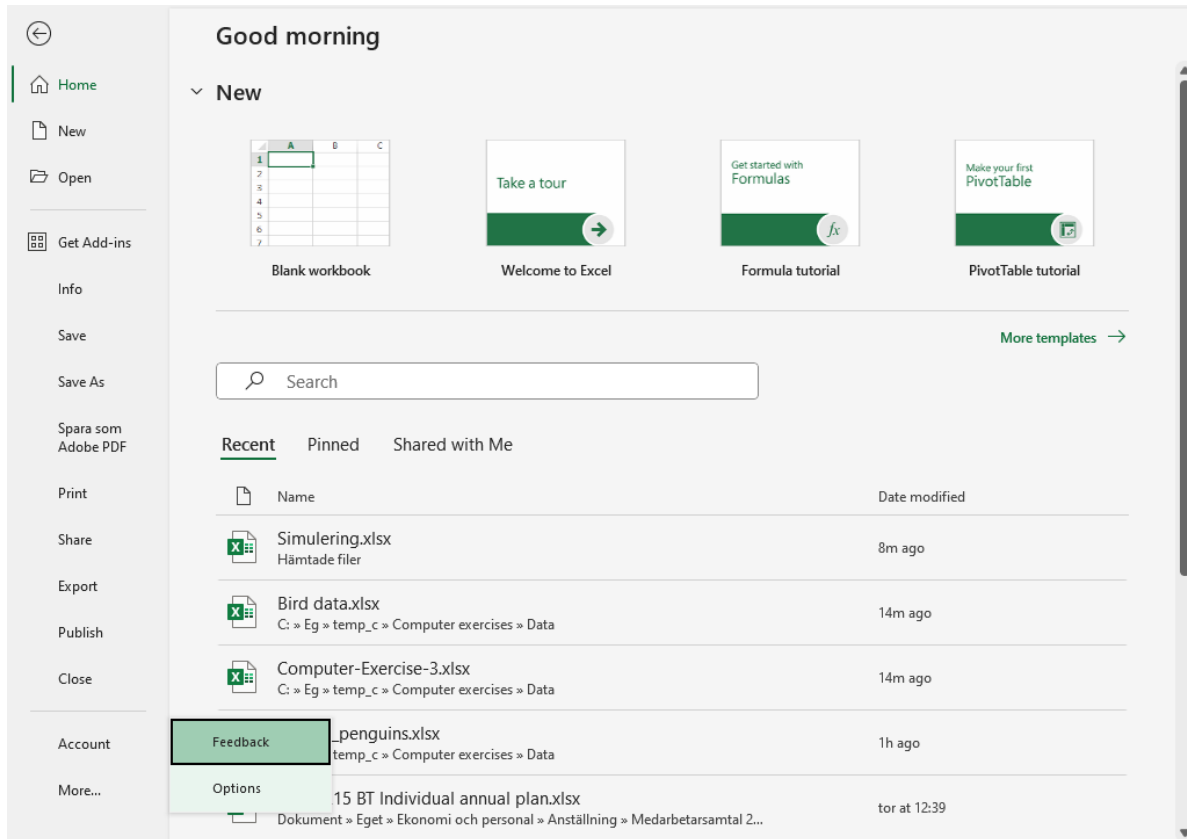 Good morning
Home
New
Open
Get Add-ins
Info
Save
Save As
Spara som
Adobe PDF
Print
Share
Export
Publish
Close
Account
More...
Feedback
Options
New
A B C
1
2
3
4
5
6
7
Blank workbook
Take a tour
Welcome to Excel
Get started with
Formulas
fx
Formula tutorial
Make your first
PivotTable
PivotTable tutorial
More templates
Search
Recent Pinned Shared with Me
Name Date modified
Simulering.xlsx
Hämtade filer
8m ago
Bird data.xlsx
C: » Eg » temp_c » Computer exercises » Data
14m ago
Computer-Exercise-3.xlsx
C: » Eg » temp_c » Computer exercises » Data
14m ago
_penguins.xlsx
temp_c » Computer exercises » Data
1h ago
15 BT Individual annual plan.xlsx
Dokument » Eget » Ekonomi och personal » Anställning » Medarbetarsamtal 2...
tor at 12:39